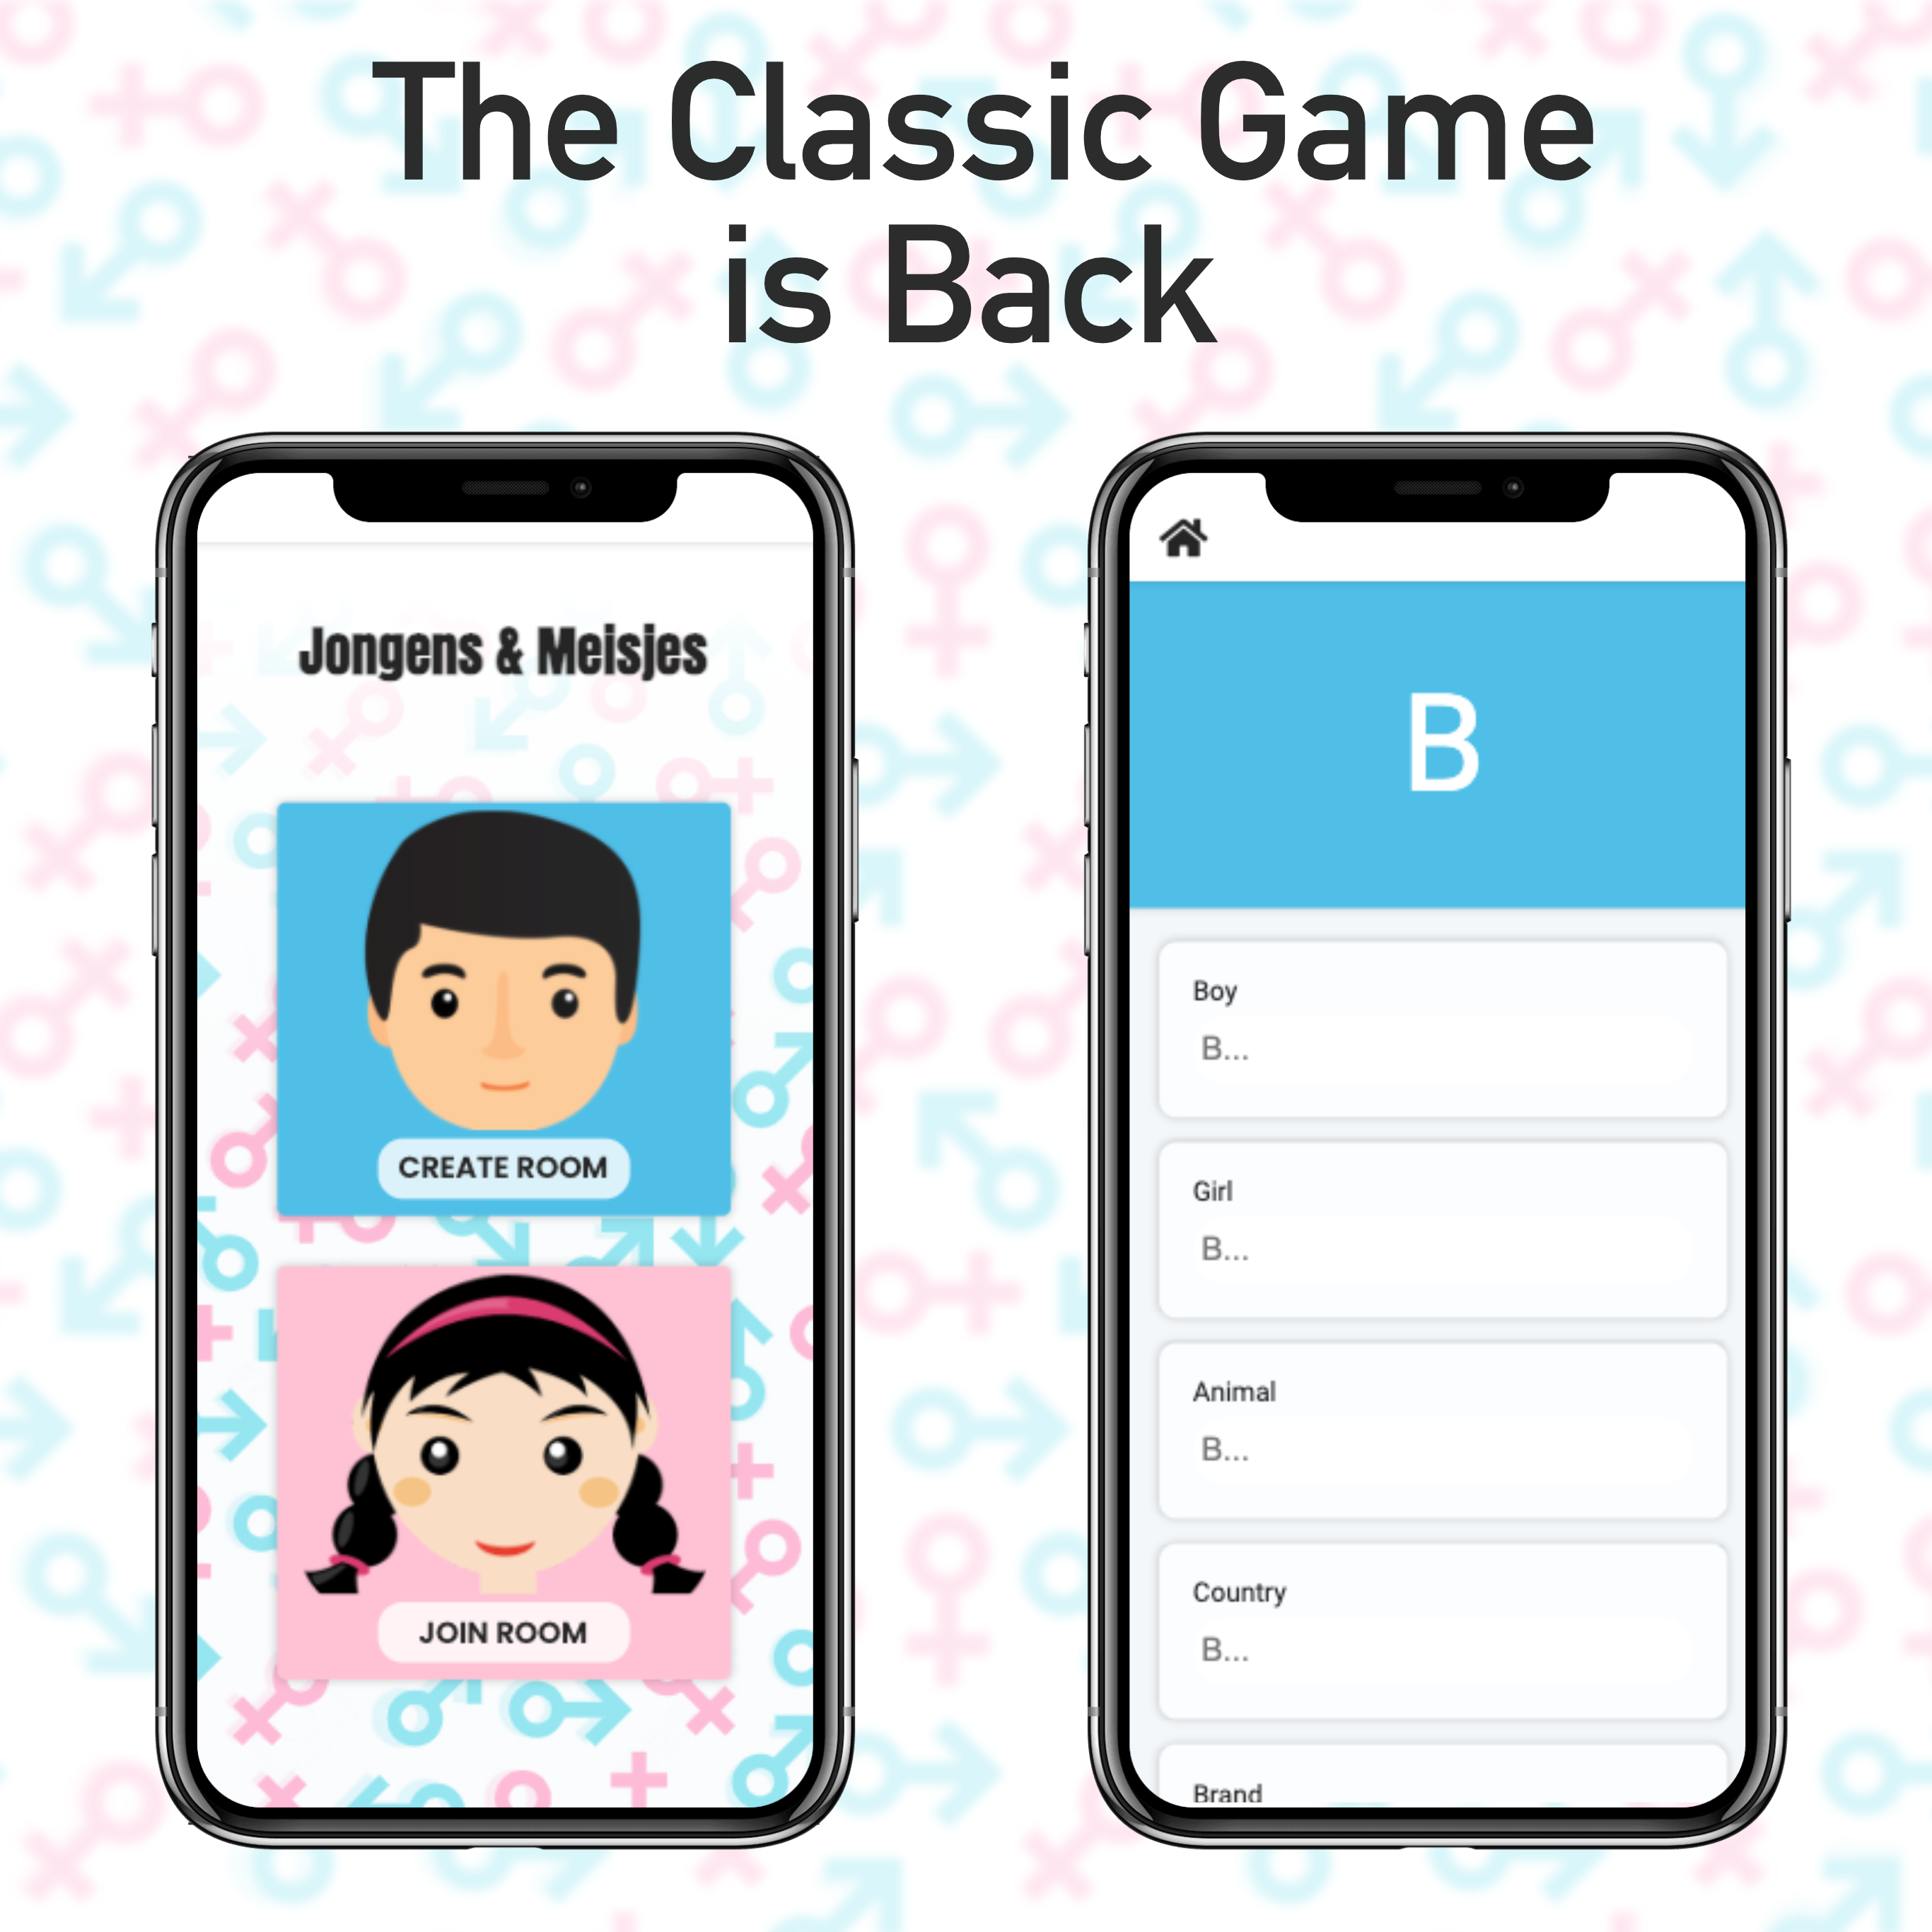 The Classic Game
is Back
Jongens & Meisjes
CREATE ROOM
JOIN ROOM
B
Boy
B...
Girl
B...
Animal
B...
Country
B...
Brand